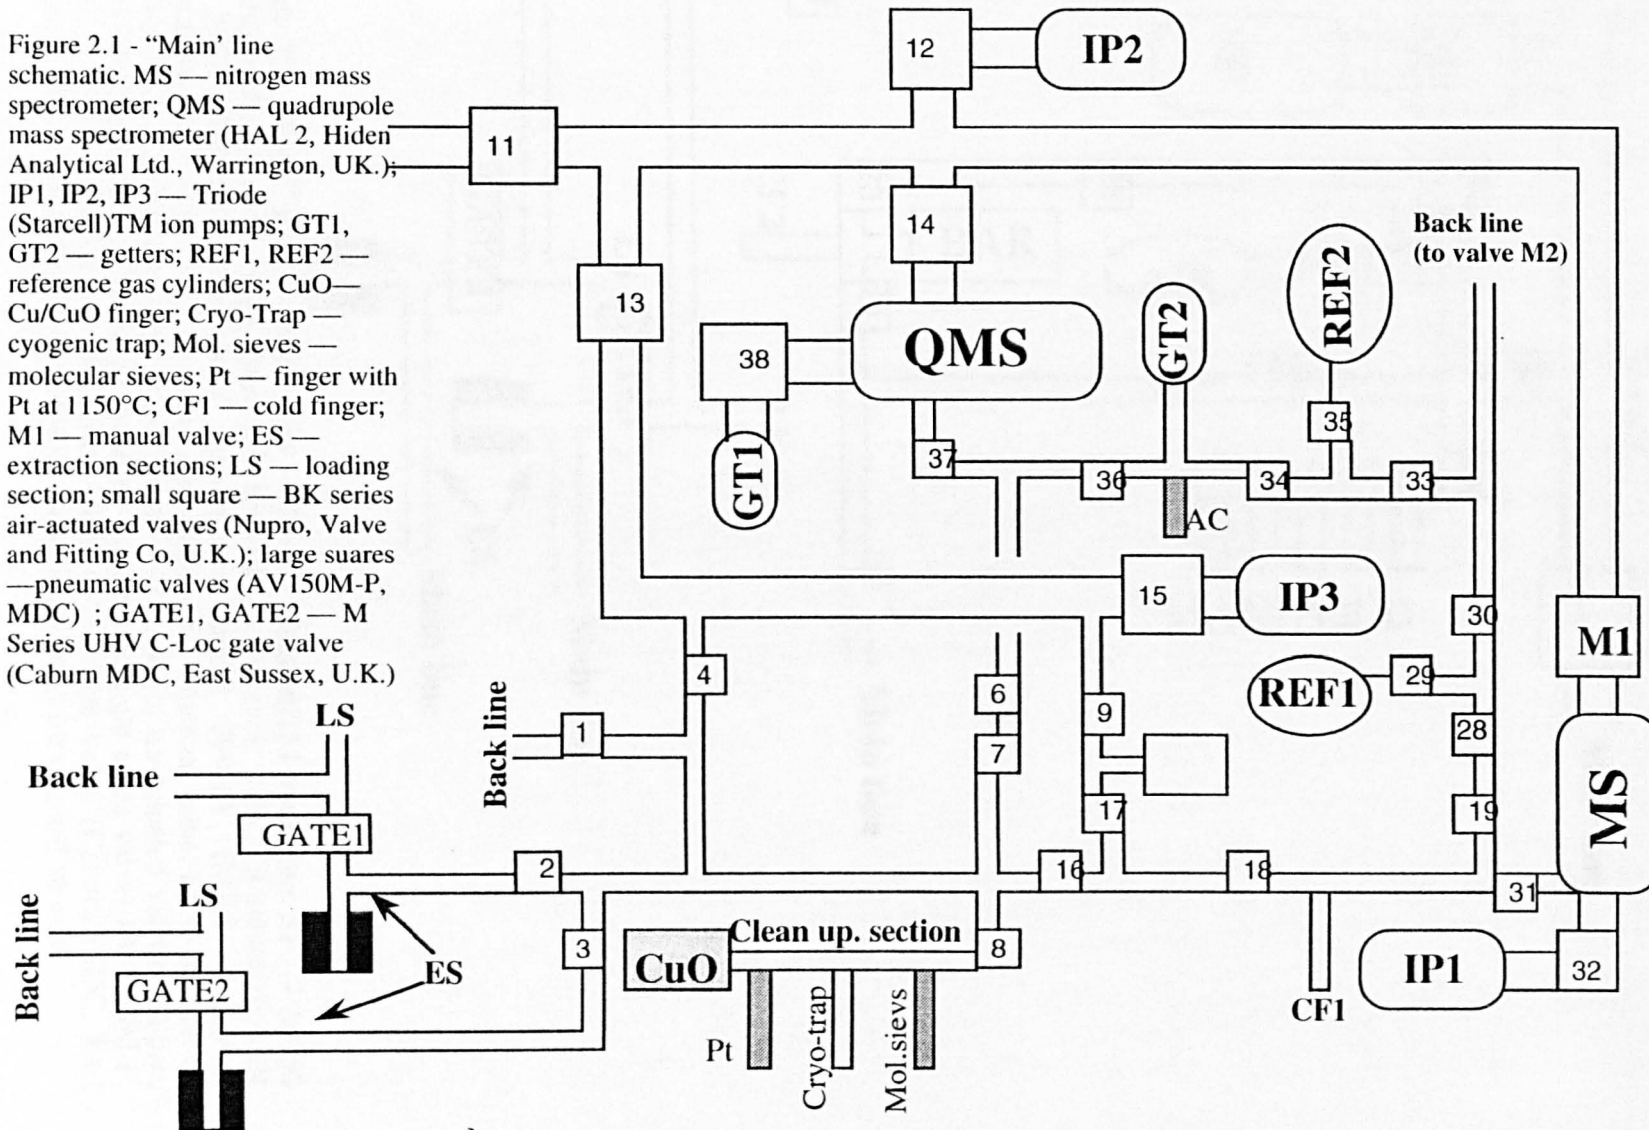 Figure 2.1 - “Main’ line
schematic. MS — nitrogen mass
spectrometer; QMS — quadrupole
mass spectrometer (HAL 2, Hiden
Analytical Ltd., Warrington, UK.);
IP1, IP2, IP3 — Triode
(Starcell)TM ion pumps; GT1,
GT2 — getters; REF1, REF2 —
reference gas cylinders; CuO—
Cu/CuO finger; Cryo-Trap —
cyogenic trap; Mol. sieves —
molecular sieves; Pt — finger with
Pt at 1150°C; CF1 — cold finger;
M1 — manual valve; ES —
extraction sections; LS — loading
section; small square — BK series
air-actuated valves (Nupro, Valve
and Fitting Co, U.K.); large suares
—pneumatic valves (AV150M-P,
MDC) ; GATE1, GATE2 — M
Series UHV C-Loc gate valve
(Caburn MDC, East Sussex, U.K.)
12
IP2
11
14
13
38
QMS
GT1
GT2
REF2
Back line
(to valve M2)
35
37
36
34
33
AC
15
IP3
30
M1
REF1
29
28
4
6
7
9
1
Back line
17
19
MS
LS
Back line
GATE1
2
16
18
31
LS
Back line
GATE2
ES
3
CuO
Clean up. section
8
IP1
32
CF1
Pt
Cryo-trap
Mol.sievs